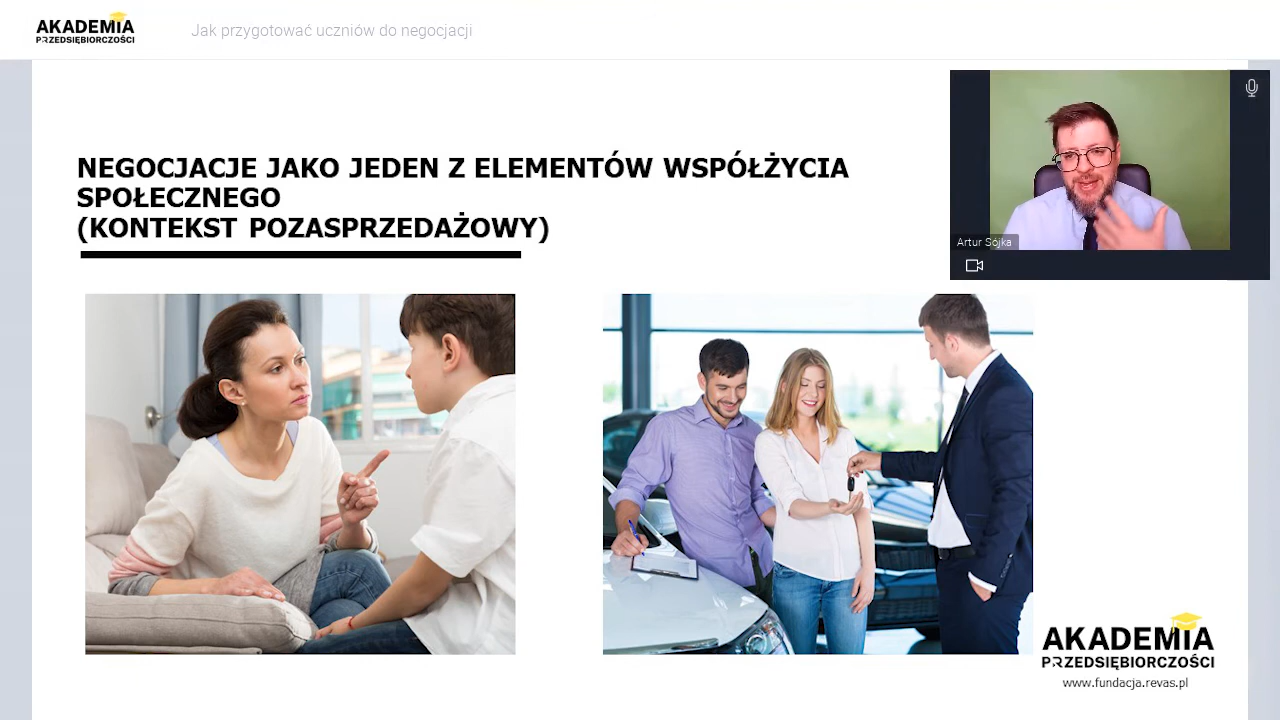 AKADEMIA
PRZEDSIĘBIORCZOŚCI
Jak przygotować uczniów do negocjacji
NEGOCJACJE JAKO JEDEN Z ELEMENTÓW WSPÓŁŻYCIA
SPOŁECZNEGO
(KONTEKST POZASPRZEDAŻOWY)
Artur Sójka
AKADEMIA
PRZEDSIĘBIORCZOŚCI
www.fundacja.revas.pl